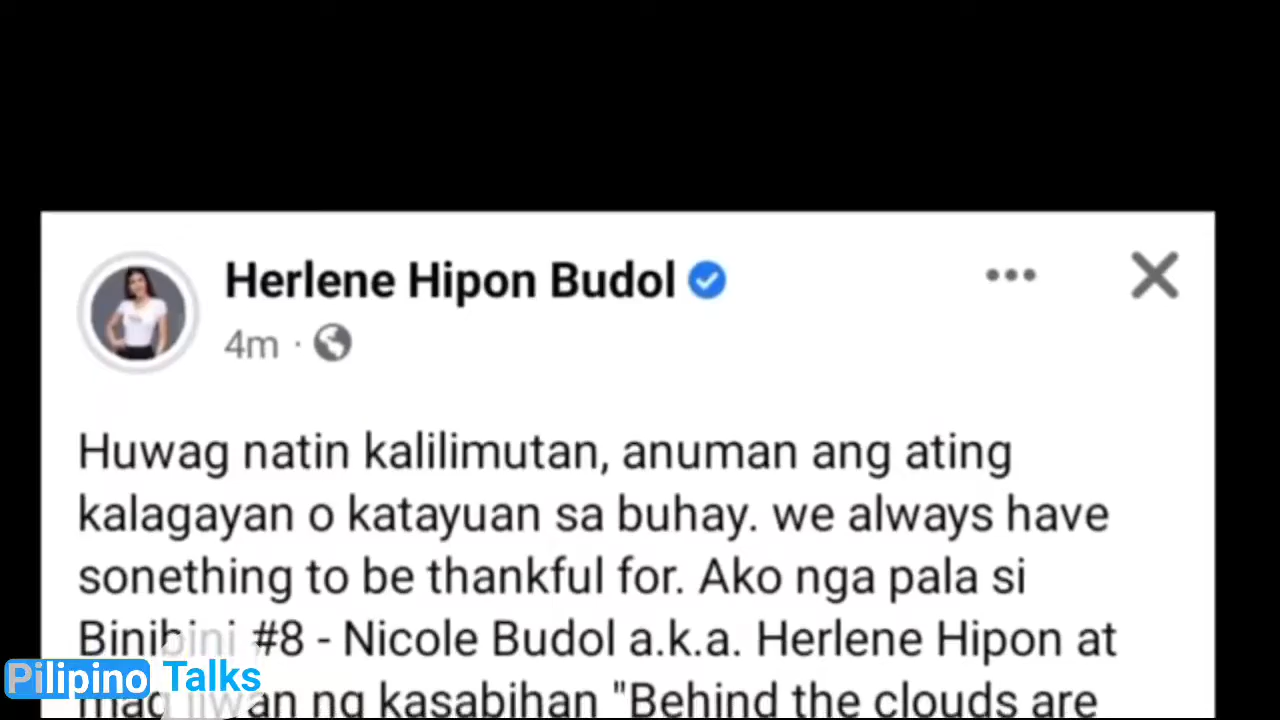 Herlene Hipon Budol
4m ·
Huwag natin kalilimutan, anuman ang ating
kalagayan o katayuan sa buhay. we always have
sonething to be thankful for. Ako nga pala si
Binibini #8 - Nicole Budol a.k.a. Herlene Hipon at
ng kasabihan "Behind the clouds are
Pilipino Talks